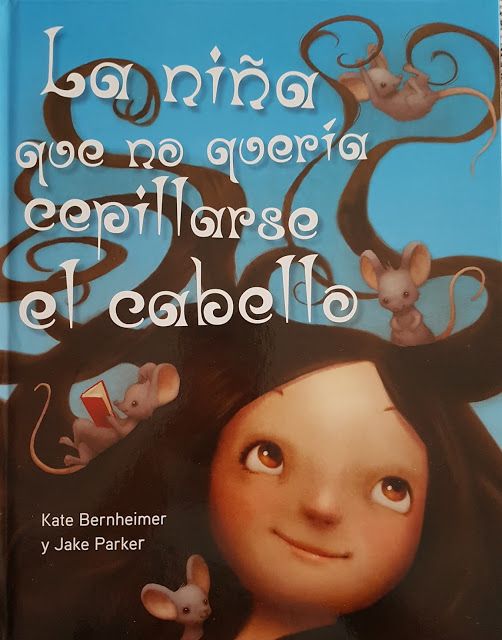 La niña
que no quería
cepillarse
el cabello
Kate Bernheimer
y Jake Parker